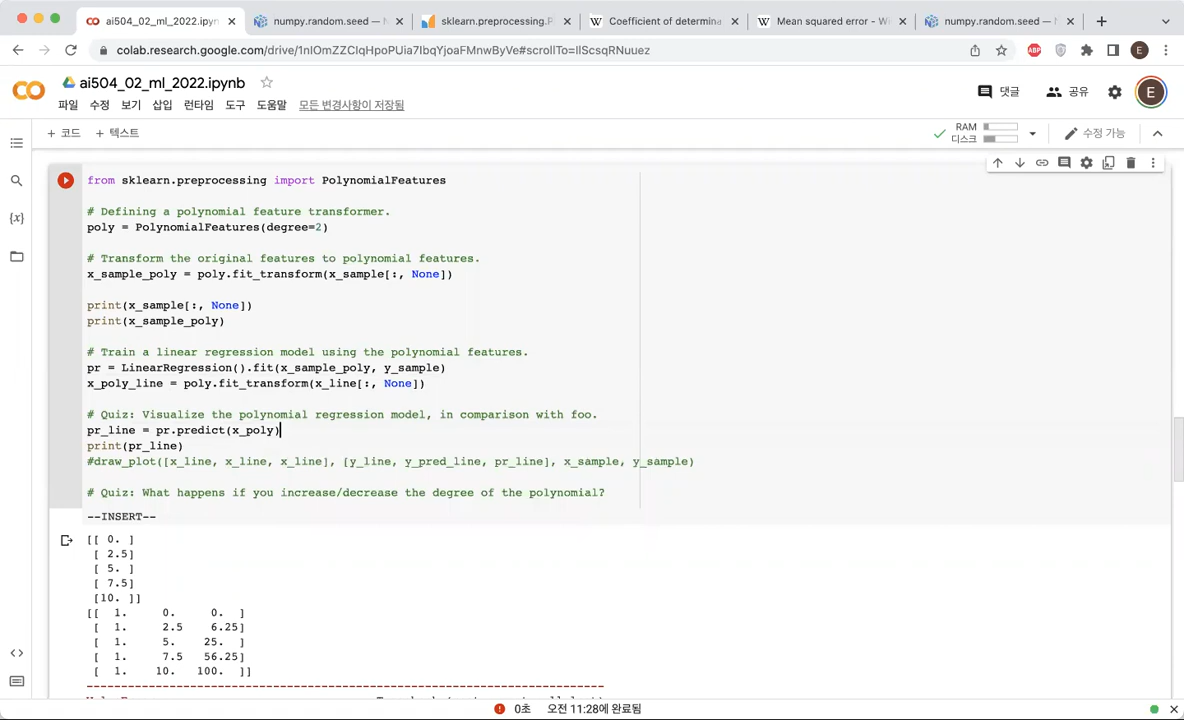 ai504_02_ml_2022.ipynb
numpy.random.seed — N
sklearn.preprocessing.P
Coefficient of determina
Mean squared error - Wi
numpy.random.seed — N
colab.research.google.com/drive/1nIOmZZCIqHpoPUia7IbqYjoaFMnwByVe#scrollTo=IlScsqRNuuez
ABP
E
ai504_02_ml_2022.ipynb
댓글
공유
E
파일 수정 보기 삽입 런타임 도구 도움말 모든 변경사항이 저장됨
+ 코드 + 텍스트
RAM
디스크
수정 가능
{x}
from sklearn.preprocessing import PolynomialFeatures
# Defining a polynomial feature transformer.
poly = PolynomialFeatures(degree=2)
# Transform the original features to polynomial features.
x_sample_poly = poly.fit_transform(x_sample[:, None])
print(x_sample[:, None])
print(x_sample_poly)
# Train a linear regression model using the polynomial features.
pr = LinearRegression().fit(x_sample_poly, y_sample)
x_poly_line = poly.fit_transform(x_line[:, None])
# Quiz: Visualize the polynomial regression model, in comparison with foo.
pr_line = pr.predict(x_poly)
print(pr_line)
#draw_plot([x_line, x_line, x_line], [y_line, y_pred_line, pr_line], x_sample, y_sample)
# Quiz: What happens if you increase/decrease the degree of the polynomial?
--INSERT--
[[ 0. ]
[ 2.5]
[ 5. ]
[ 7.5]
[10. ]]
[[ 1. 0. 0. ]
[ 1. 2.5 6.25]
[ 1. 5. 25. ]
[ 1. 7.5 56.25]
[ 1. 10. 100. ]]
---------------------------------------------------------------------------
0초 오전 11:28에 완료됨